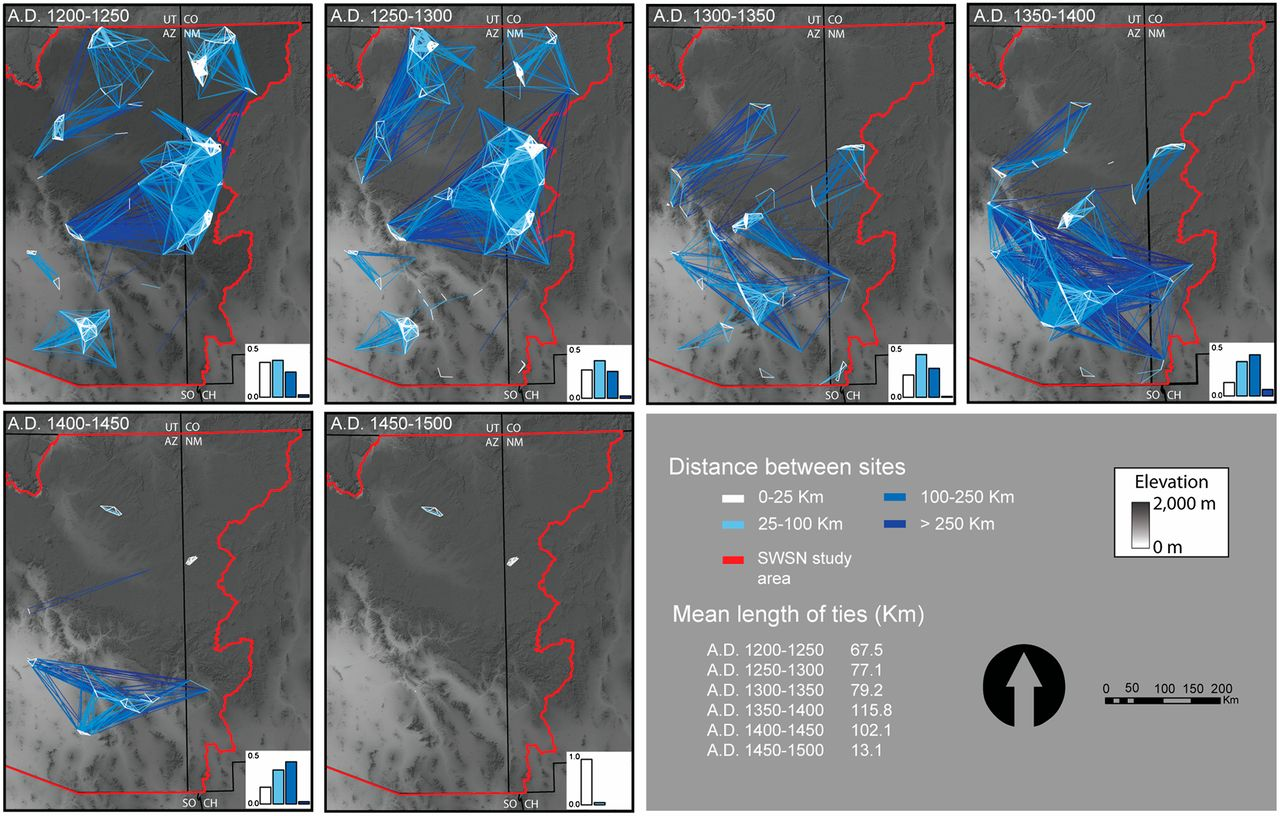 A.D. 1200-1250
UT CO
AZ NM
0.5
0.0
SO CH
A.D. 1250-1300
UT CO
AZ NM
0.5
0.0
SO CH
A.D. 1300-1350
UT CO
AZ NM
0.5
0.0
SO CH
A.D. 1350-1400
UT CO
AZ NM
0.5
0.0
SO CH
A.D. 1400-1450
UT CO
AZ NM
0.5
0.0
SO CH
A.D. 1450-1500
UT CO
AZ NM
1.0
0.0
SO CH
Distance between sites
0-25 Km
100-250 Km
25-100 Km
> 250 Km
SWSN study
area
Elevation
2,000 m
0 m
Mean length of ties (Km)
A.D. 1200-1250 67.5
A.D. 1250-1300 77.1
A.D. 1300-1350 79.2
A.D. 1350-1400 115.8
A.D. 1400-1450 102.1
A.D. 1450-1500 13.1
0 50 100 150 200
Km